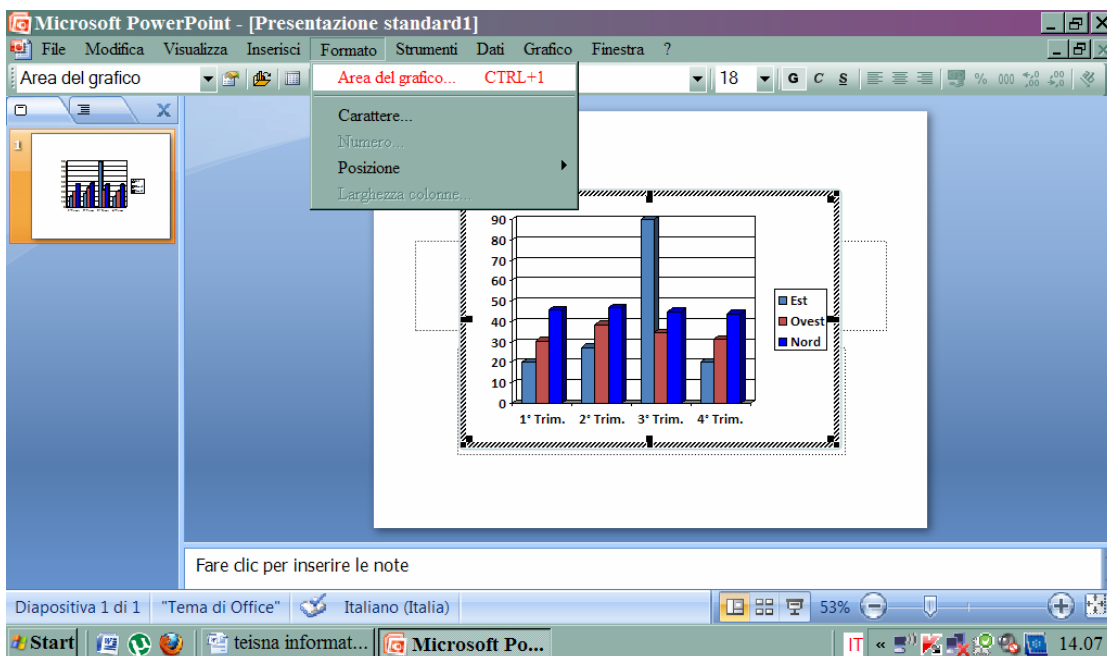 Microsoft PowerPoint - [Presentazione standard1]
File Modifica Visualizza Inserisci Formato Strumenti Dati Grafico Finestra ?
Area del grafico 18 G C S % 000
Area del grafico... CTRL+1
Carattere...
Numero...
Posizione
Larghezza colonne...
1
90
80
70
60
50
40
30
20
10
0
1° Trim. 2° Trim. 3° Trim. 4° Trim.
Est
Ovest
Nord
Fare clic per inserire le note
Diapositiva 1 di 1 "Tema di Office" Italiano (Italia) 53%
Start teisna informat... Microsoft Po... IT « 14.07